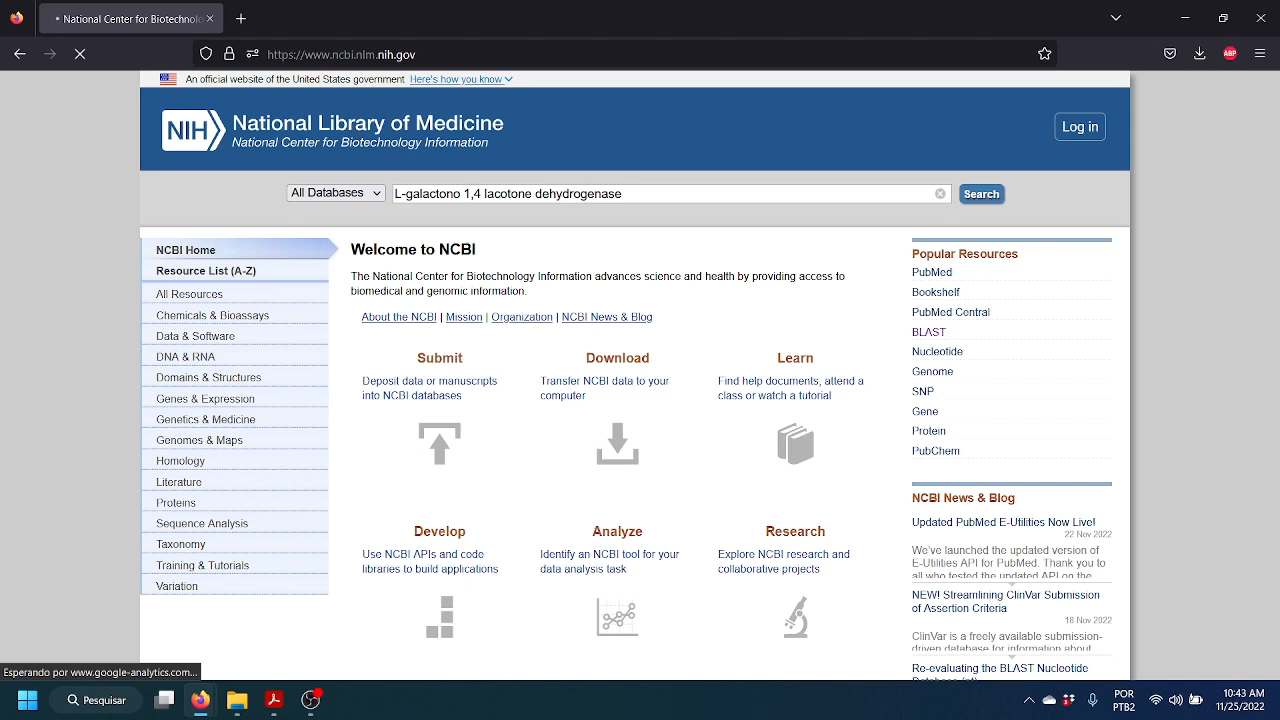 National Center for Biotechnolo
https://www.ncbi.nlm.nih.gov
ABP
An official website of the United States government Here's how you know
NIH National Library of Medicine
National Center for Biotechnology Information
Log in
All Databases L-galactono 1,4 lacotone dehydrogenase Search
NCBI Home
Resource List (A-Z)
All Resources
Chemicals & Bioassays
Data & Software
DNA & RNA
Domains & Structures
Genes & Expression
Genetics & Medicine
Genomes & Maps
Homology
Literature
Proteins
Sequence Analysis
Taxonomy
Training & Tutorials
Variation
Welcome to NCBI
The National Center for Biotechnology Information advances science and health by providing access to
biomedical and genomic information.
About the NCBI | Mission | Organization | NCBI News & Blog
Submit
Deposit data or manuscripts
into NCBI databases
Download
Transfer NCBI data to your
computer
Learn
Find help documents, attend a
class or watch a tutorial
Develop
Use NCBI APIs and code
libraries to build applications
Analyze
Identify an NCBI tool for your
data analysis task
Research
Explore NCBI research and
collaborative projects
Popular Resources
PubMed
Bookshelf
PubMed Central
BLAST
Nucleotide
Genome
SNP
Gene
Protein
PubChem
NCBI News & Blog
Updated PubMed E-Utilities Now Live!
22 Nov 2022
We've launched the updated version of
E-Utilities API for PubMed. Thank you to
all who tested the updated API on the
NEW! Streamlining ClinVar Submission
of Assertion Criteria
18 Nov 2022
ClinVar is a freely available submission-
driven database for information about
Re-evaluating the BLAST Nucleotide
Esperando por www.google-analytics.com...
Pesquisar
3
POR
PTB2
10:43 AM
11/25/2022